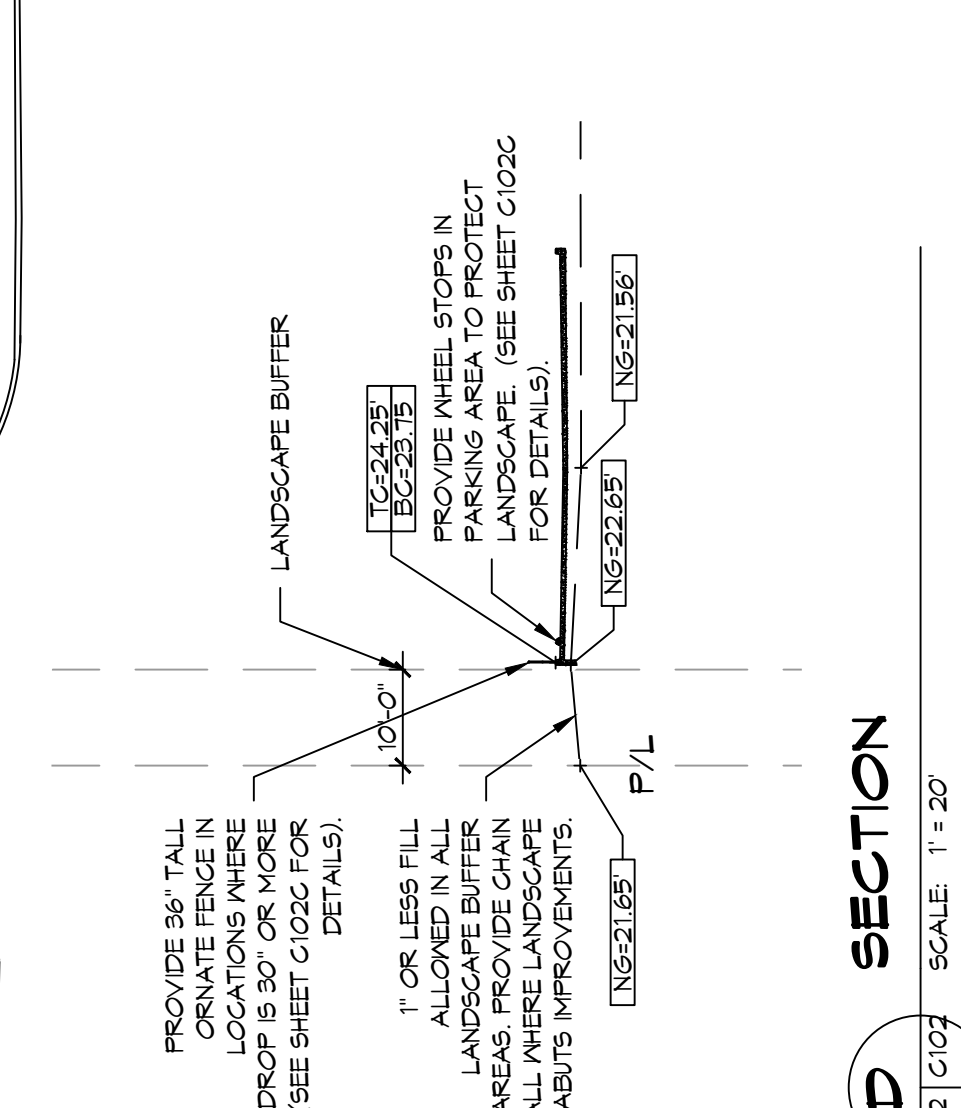 LANDSCAPE BUFFER
TC=24.25'
BC=23.75
PROVIDE WHEEL STOPS IN
PARKING AREA TO PROTECT
LANDSCAPE. (SEE SHEET C102C
FOR DETAILS).
NG=21.56'
NG=22.65'
10'-0"
P/L
PROVIDE 36" TALL
ORNATE FENCE IN
LOCATIONS WHERE
DROP IS 30" OR MORE
(SEE SHEET C102C FOR
DETAILS).
1" OR LESS FILL
ALLOWED IN ALL
LANDSCAPE BUFFER
AREAS. PROVIDE CHAIN
WHERE LANDSCAPE
ABUTS IMPROVEMENTS.
NG=21.65'
D
SECTION
2
C102
SCALE: 1' = 20'